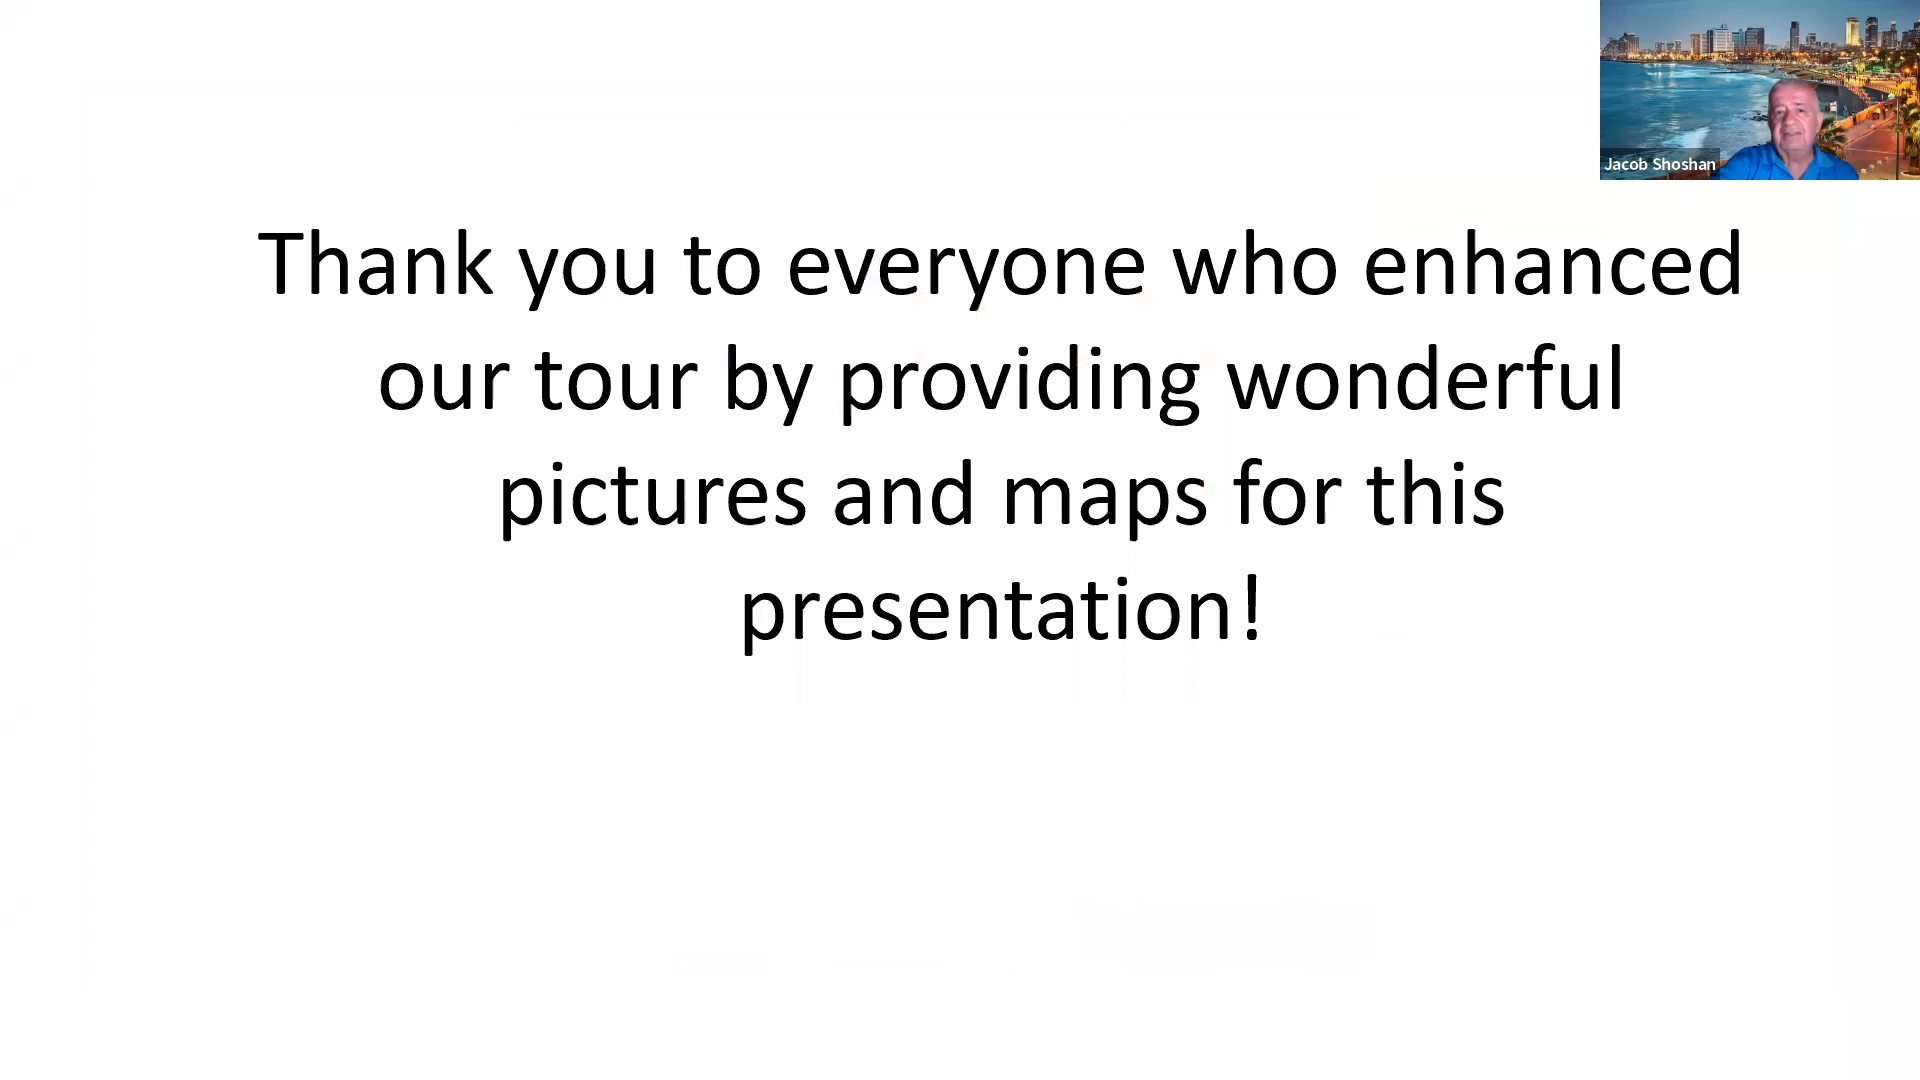 Jacob Shoshan
Thank you to everyone who enhanced
our tour by providing wonderful
pictures and maps for this
presentation!